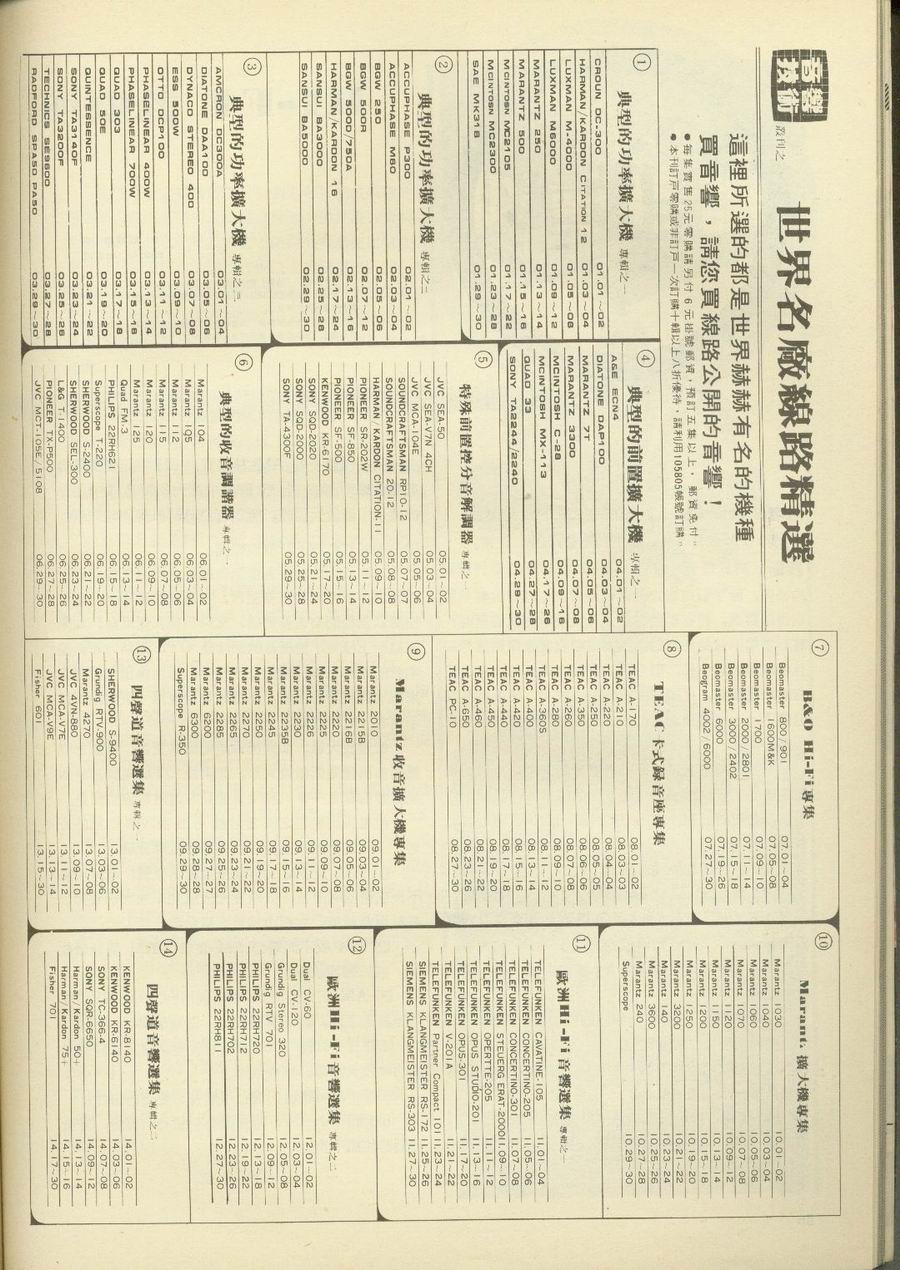 音響技術
叢刊之
世界名廠線路精選
這裡所選的都是世界赫赫有名的機種
買音響，請您買線路公開的音響！
●每集實售25元零購請另付6元掛號郵資，預訂五集以上，郵資免付。
●本刊訂戶零購或非訂戶一次訂購十輯以上八折優待，請利用105805帳號訂購。
① 典型的功率擴大機 專輯之一
CROUN DC-300 01.01~02
HARMAN/KARDON CITATION 12 01.03~04
LUXMAN M-4000 01.05~08
LUXMAN M6000 01.09~12
MARANTZ 250 01.13~14
MARANTZ 500 01.15~16
MCINTOSN MC2105 01.17~22
MCINTOSN MC2300 01.23~28
SAE MK31B 01.29~30
② 典型的功率擴大機 專輯之二
ACCUPHASE P300 02.01~02
ACCUPHASE M60 02.03~04
BGW 250 02.05~06
BGW 500R 02.07~12
BGW 500D/750A 02.13~16
HARMAN/KARDON 16 02.17~24
SANSUI BA3000 02.25~28
SANSUI BA5000 02.29~30
③ 典型的功率擴大機 專輯之三
AMCRON DC300A 03.01~04
DIATONE DAA100 03.05~06
DYNACO STEREO 400 03.07~08
ESS 500W 03.09~10
OTTO DCP100 03.11~12
PHASELINEAR 400W 03.13~14
PHASELINEAR 700W 03.15~16
QUAD 303 03.17~18
QUAD 50E 03.19~20
QUINTESSENCE 03.21~22
SONY TA3140F 03.23~24
SONY TA3200F 03.25~26
TECHNICS SE9600 03.27~28
RADFORD SPA50 PA50 03.29~30
④ 典型的前置擴大機 專輯之一
A&E ECN4 04.01~02
DIATONE DAP100 04.03~04
MARANTZ 7T 04.05~06
MARANTZ 3300 04.07~08
MCINTOSH C-28 04.09~16
MCINTOSH MX-113 04.17~26
QUAD 33 04.27~28
SONY TA2244/2240 04.29~30
⑤ 特殊前置控分音解調器 專輯之
JVC SEA-50 05.01~02
JVC SEA-V7N 4CH 05.03~04
JVC MCA-104E 05.05~06
SOUNDCRAFTSMAN RP10-12 05.07~07
SOUNDCRAFTSMAN 20-12 05.08~08
HARMAN / KARDON CITATION-11 05.09~10
PIONEER SR-202W 05.11~12
PIONEER SF-850 05.13~14
PIONEER SF-500 05.15~16
KENWOOD KR-6170 05.17~20
SONY SQD-2020 05.21~24
SONY SQD-2000 05.25~28
SONY TA-4300F 05.29~30
⑥ 典型的收音調諧器 專輯之一
Marantz 104 06.01~02
Marantz 105 06.03~04
Marantz 112 06.05~06
Marantz 115 06.07~08
Marantz 120 06.09~10
Marantz 125 06.11~12
Quad FM-3 06.13~14
PHILIPS 22RH621 06.15~18
Superscope T-220 06.19~20
SHERWOOD S-2400 06.21~22
SHERWOOD SEL-300 06.23~24
L&G T-1400 06.25~26
PIONEER TX-P500 06.27~28
JVC MCT-105E/5108 06.29~30
⑦ B&O Hi-Fi專集
Beomaster 800/901 07.01~04
Beomaster 1600M&K 07.05~08
Beomaster 1700 07.09~10
Beomaster 2000/2801 07.11~14
Beomaster 3000/2402 07.15~18
Beomaster 6000 07.19~26
Beogram 4002/6000 07.27~30
⑧ TEAC卡式録音座專集
TEAC A-170 08.01~02
TEAC A-210 08.03~03
TEAC A-220 08.04~04
TEAC A-250 08.05~05
TEAC A-350 08.06~06
TEAC A-260 08.07~08
TEAC A-280 08.09~10
TEAC A-360S 08.11~12
TEAC A-400 08.13~14
TEAC A-420 08.15~16
TEAC A-440 08.17~18
TEAC A-450 08.19~20
TEAC A-460 08.21~22
TEAC A-650 08.23~26
TEAC PC-10 08.27~30
⑨ Marantz收音擴大機專集
Marantz 2010 09.01~02
Marantz 2215B 09.03~04
Marantz 2216B 09.05~06
Marantz 2220 09.07~08
Marantz 2225 09.09~10
Marantz 2226 09.11~12
Marantz 2230 09.13~14
Marantz 2235B 09.15~16
Marantz 2245 09.17~18
Marantz 2250 09.19~20
Marantz 2270 09.21~22
Marantz 2265 09.23~24
Marantz 2285 09.25~26
Marantz 6200 09.27~27
Marantz 6300 09.28~28
Superscope R-350 09.29~30
⑩ Marantz擴大機專集
Marantz 1030 10.01~02
Marantz 1040 10.03~04
Marantz 1060 10.05~06
Marantz 1070 10.07~08
Marantz 1120 10.09~12
Marantz 1150 10.13~14
Marantz 1200 10.15~18
Marantz 1250 10.19~20
Marantz 3200 10.21~22
Marantz 140 10.23~24
Marantz 3600 10.25~26
Marantz 240 10.27~28
Superscope 10.29~30
⑪ 歐洲Hi-Fi音響選集 專輯之一
TELEFUNKEN CAVATINE-105 11.01~04
TELEFUNKEN CONCERTINO-205 11.05~06
TELEFUNKEN CONCERTINO-301 11.07~08
TELEFUNKEN STEUERG ERAT-20001 11.09~10
TELEFUNKEN OPERTTE-205 11.11~12
TELEFUNKEN OPUS STUDIO-201 11.13~16
TELEFUNKEN OPUS-301 11.17~20
TELEFUNKEN V-201A 11.21~22
TELEFUNKEN Partner Compact 101 11.23~24
SIEMENS KLANGMEISTER RS-172 11.25~26
SIEMENS KLANGMEISTER RS-303 11.27~30
⑫ 歐洲Hi-Fi音響選集 專輯之二
Dual CV-60 12.01~02
Dual CV-120 12.03~04
Grundig Stereo 320 12.05~08
Grundig RTV 701 12.09~12
PHILIPS 22RH720 12.13~18
PHILIPS 22RH712 12.19~22
PHILIPS 22RH702 12.23~26
PHILIPS 22RH811 12.27~30
⑬ 四聲道音響選集 專輯之一
SHERWOOD S-9400 13.01~02
Grundig RTV-900 13.03~06
Marantz 4270 13.07~08
JVC 4VN-880 13.09~10
JVC MCA-V7E 13.11~12
JVC MCA-V9E 13.13~14
Fisher 601 13.15~30
⑭ 四聲道音響選集 專輯之二
KENWOOD KR-8140 14.01~02
KENWOOD KR-6140 14.03~06
SONY TC-366-4 14.07~08
SONY SQR-6650 14.09~12
Harman/Kardon 50+ 14.13~14
Harman/Kardon 75+ 14.15~16
Fisher 701 14.17~30